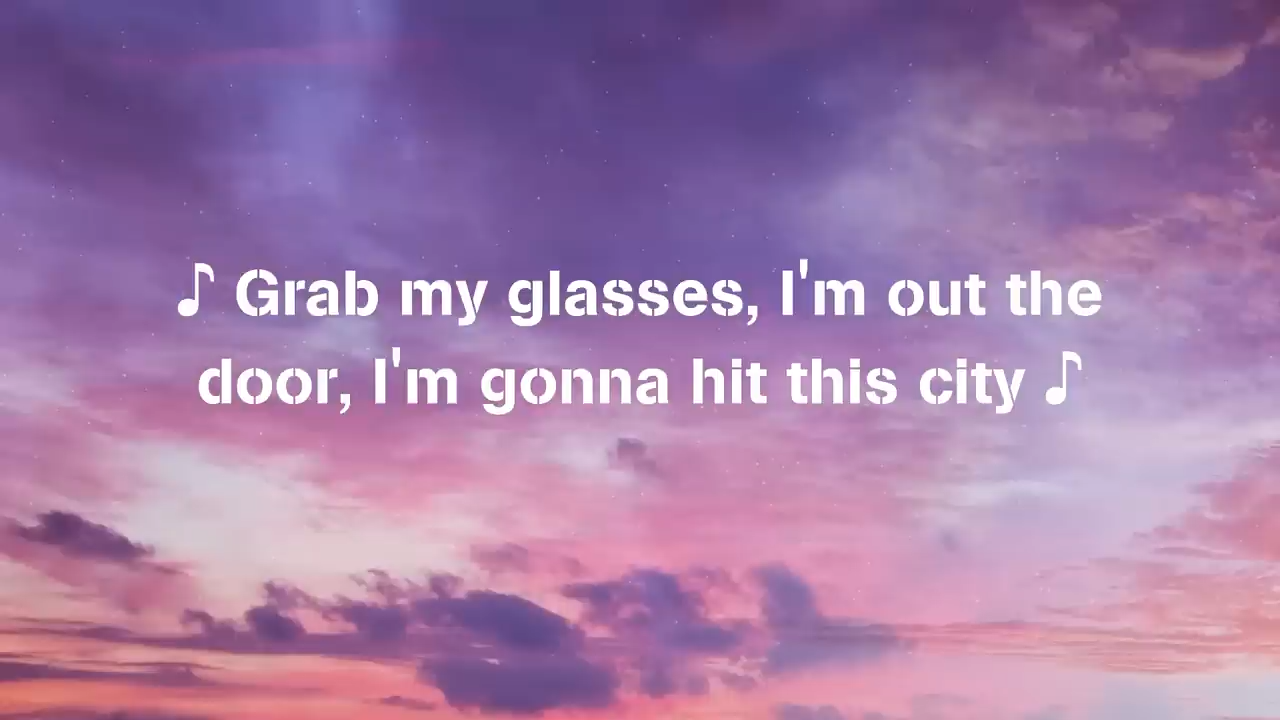 ♪ Grab my glasses, I'm out the
door, I'm gonna hit this city ♪